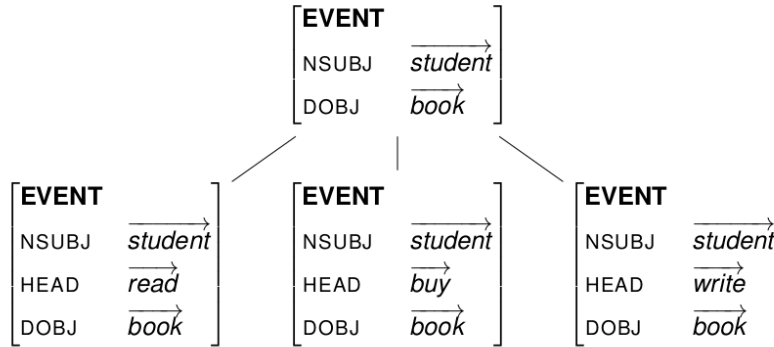 EVENT
NSUBJ student
DOBJ book
EVENT EVENT EVENT
NSUBJ student NSUBJ student NSUBJ student
HEAD read HEAD buy HEAD write
DOBJ book DOBJ book DOBJ book